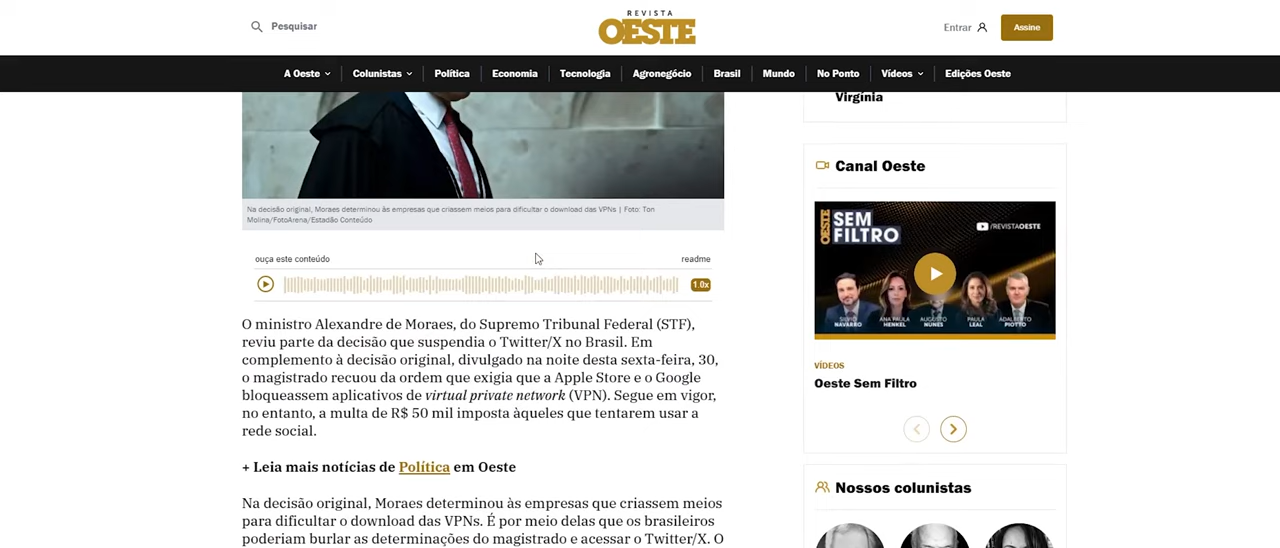 Pesquisar
REVISTA
OESTE
Entrar
Assine
A Oeste
Colunistas
Política
Economia
Tecnologia
Agronegócio
Brasil
Mundo
No Ponto
Vídeos
Edições Oeste
Na decisão original, Moraes determinou às empresas que criassem meios para dificultar o download das VPNs | Foto: Ton
Molina/FotoArena/Estadão Conteúdo
ouça este conteúdo
readme
1.0x
O ministro Alexandre de Moraes, do Supremo Tribunal Federal (STF),
reviu parte da decisão que suspendia o Twitter/X no Brasil. Em
complemento à decisão original, divulgado na noite desta sexta-feira, 30,
o magistrado recuou da ordem que exigia que a Apple Store e o Google
bloqueassem aplicativos de virtual private network (VPN). Segue em vigor,
no entanto, a multa de R$ 50 mil imposta àqueles que tentarem usar a
rede social.
+ Leia mais notícias de Política em Oeste
Na decisão original, Moraes determinou às empresas que criassem meios
para dificultar o download das VPNs. É por meio delas que os brasileiros
poderiam burlar as determinações do magistrado e acessar o Twitter/X. O
Virgínia
Canal Oeste
OESTE
SEM
FILTRO
/REVISTAOESTE
SILVIO
NAVARRO
ANA PAULA
HENKEL
AUGUSTO
NUNES
PAULA
LEAL
ADALBERTO
PIOTTO
VÍDEOS
Oeste Sem Filtro
Nossos colunistas